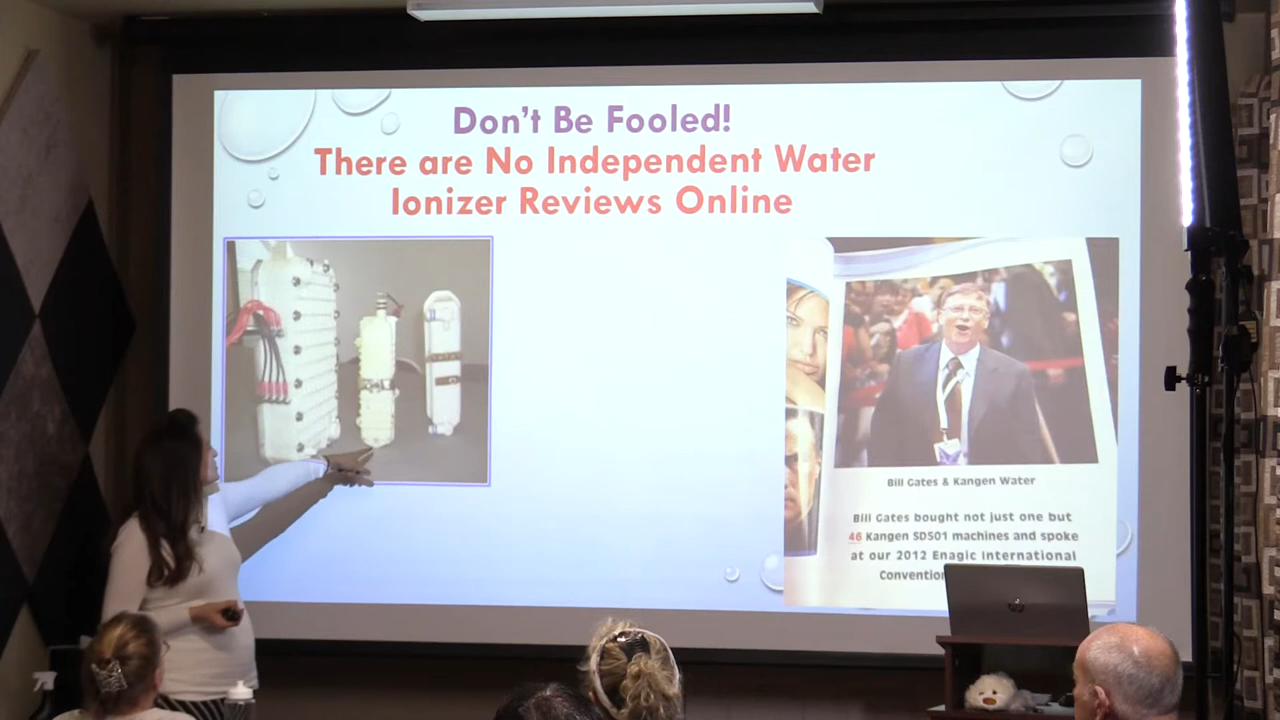 Don't Be Fooled!
There are No Independent Water
Ionizer Reviews Online
Bill Gates & Kangen Water
Bill Gates bought not just one but
46 Kangen SD501 machines and spoke
at our 2012 Enagic International
Convention
hp